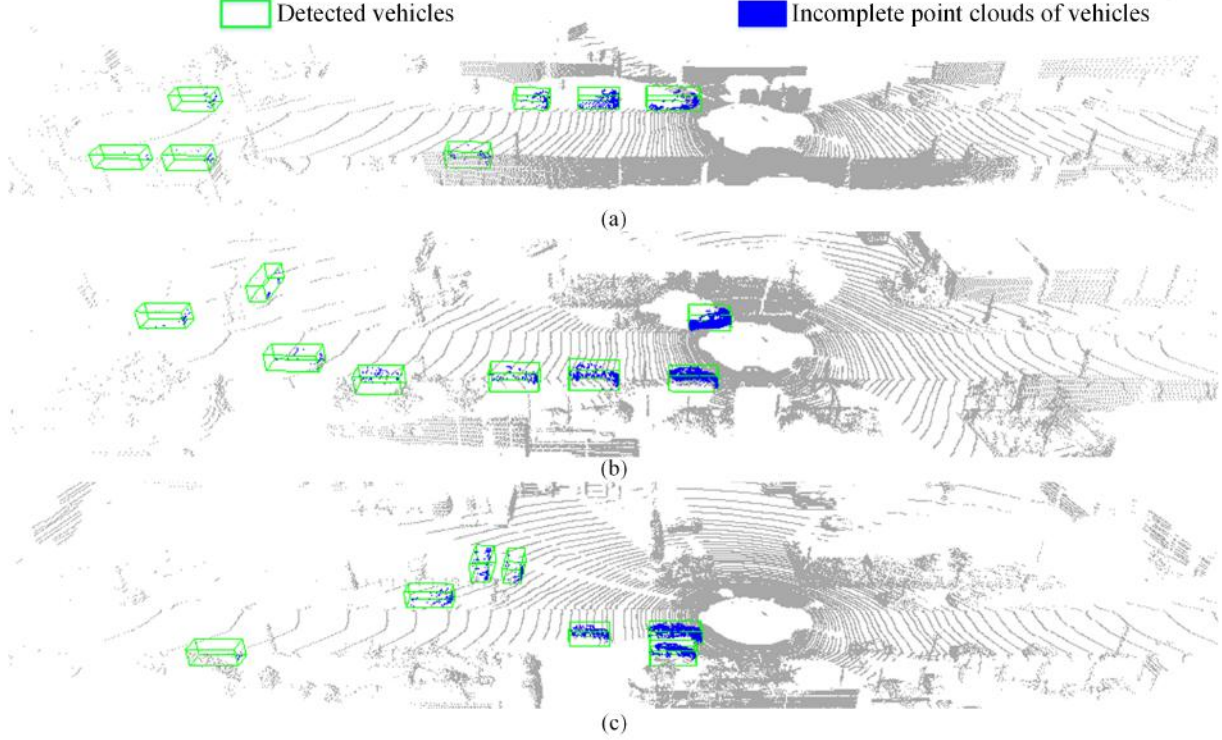 Detected vehicles
Incomplete point clouds of vehicles
(a)
(b)
(c)